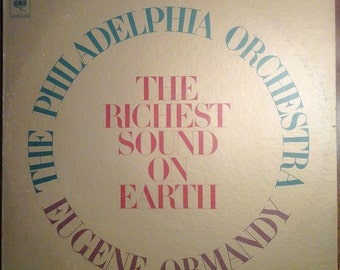 THE PHILADELPHIA ORCHESTRA
THE
RICHEST
SOUND
ON
EARTH
EUGENE ORMANDY